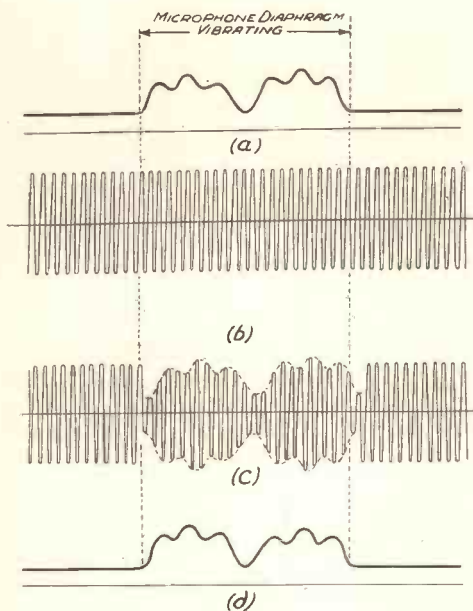 MICROPHONE DIAPHRAGM
VIBRATING
(a)
(b)
(c)
(d)